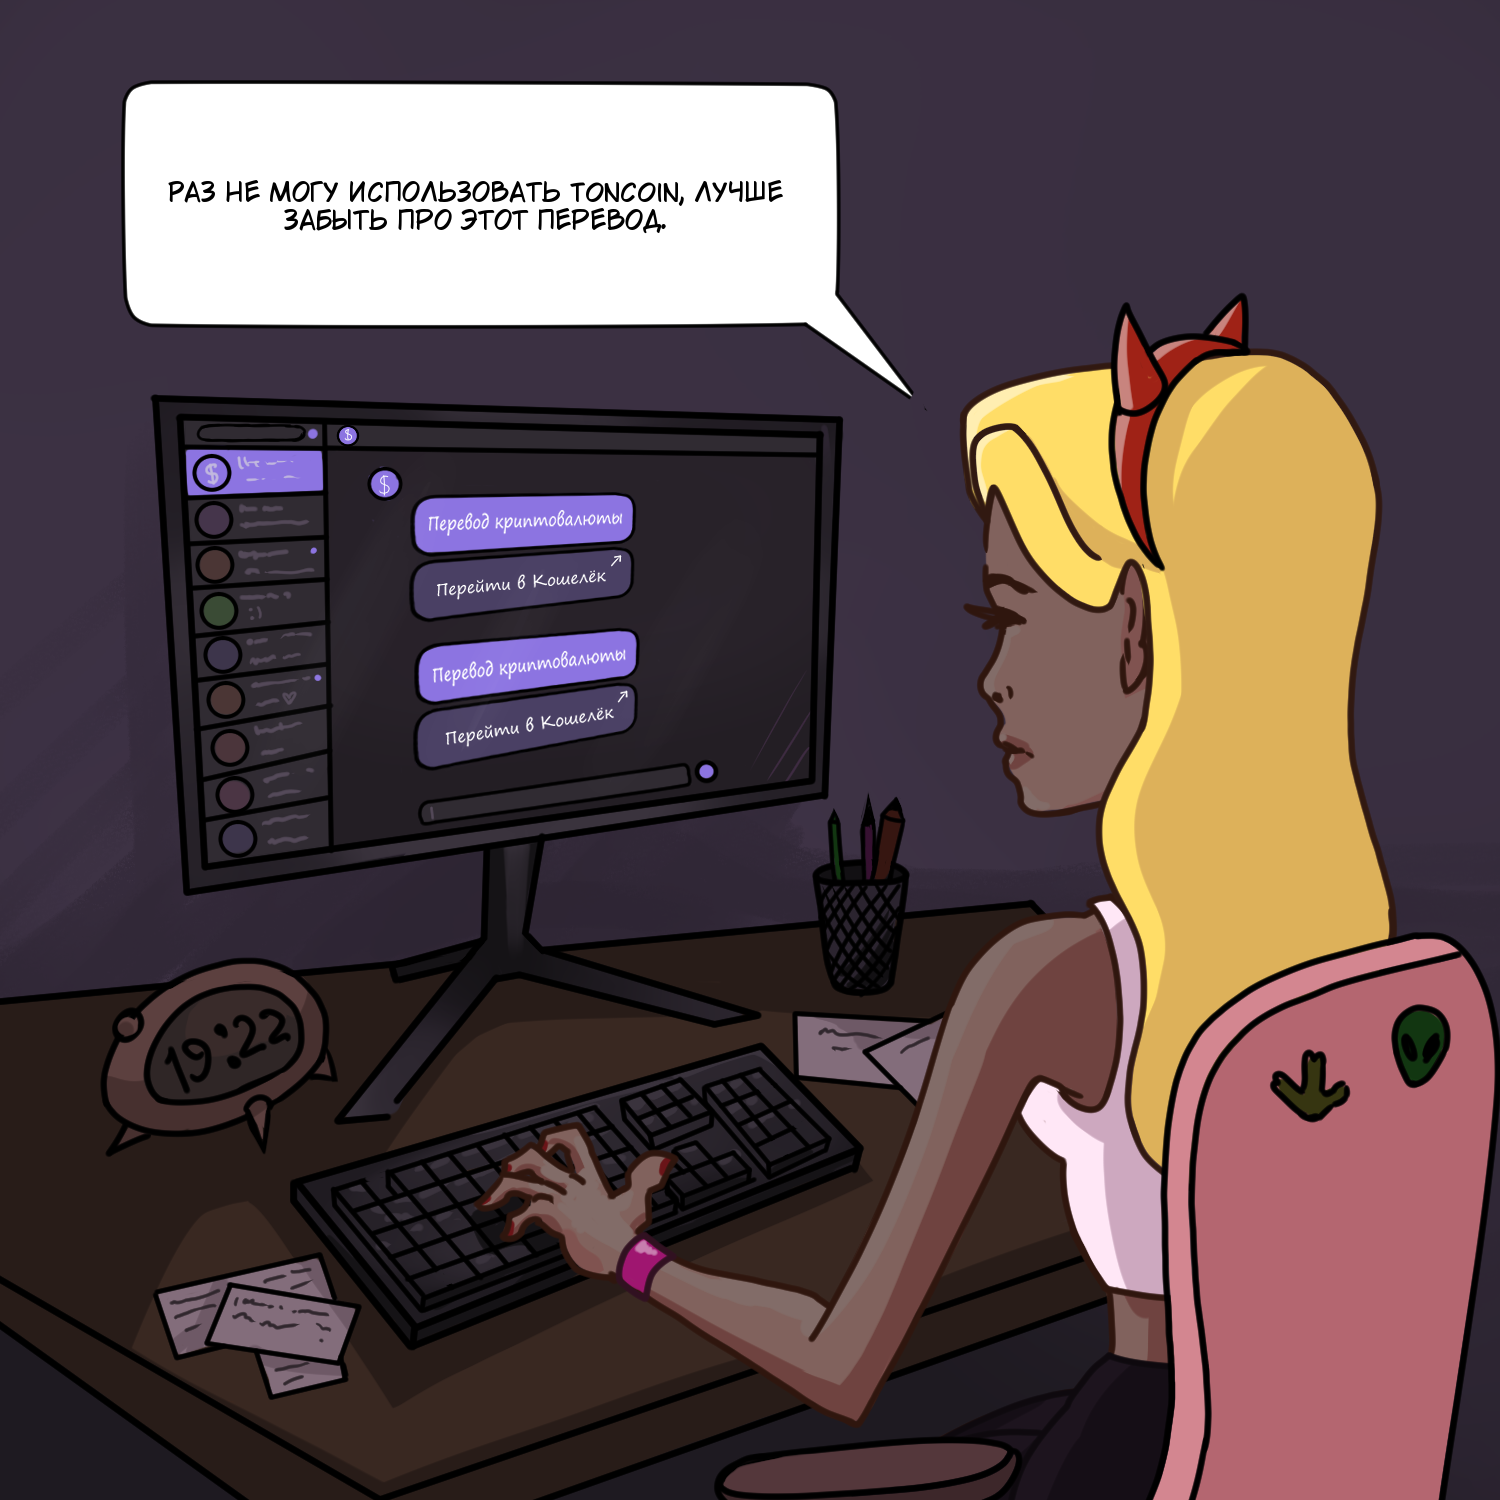 РАЗ НЕ МОГУ ИСПОЛЬЗОВАТЬ TONCOIN, ЛУЧШЕ
ЗАБЫТЬ ПРО ЭТОТ ПЕРЕВОД.
$
$
$
Перевод криптовалюты
Перейти в Кошелёк
:)
Перевод криптовалюты
Перейти в Кошелёк
19:22